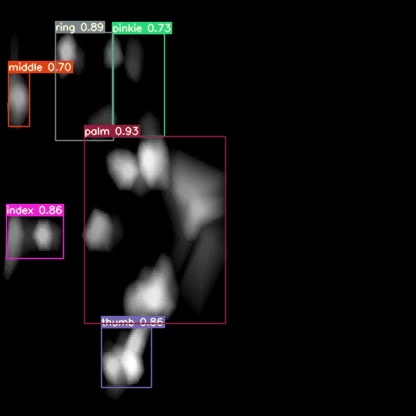 ring 0.89
pinkie 0.73
middle 0.70
palm 0.93
index 0.86
thumb 0.86